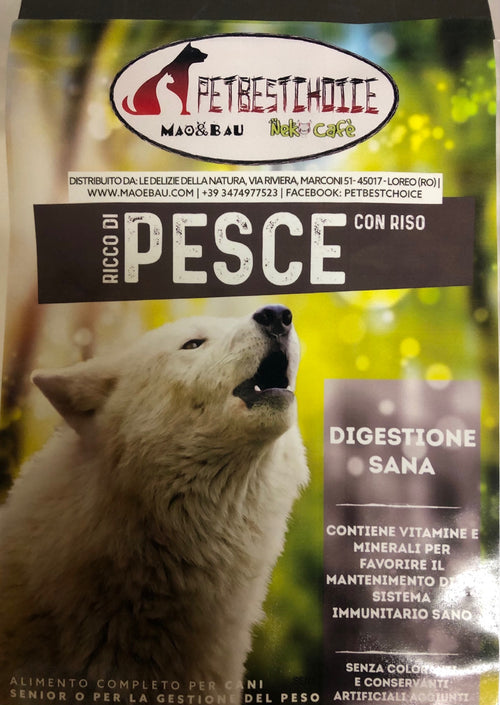 PETBESTCHOICE
MAO&BAU Neko Cafè
DISTRIBUITO DA: LE DELIZIE DELLA NATURA, VIA RIVIERA, MARCONI 51- 45017 - LOREO (RO) |
WWW.MAOEBAU.COM | +39 3474977523 | FACEBOOK: PETBESTCHOICE
RICCO DI PESCE CON RISO
DIGESTIONE
SANA
CONTIENE VITAMINE E
MINERALI PER
FAVORIRE IL
MANTENIMENTO
SISTEMA
IMMUNITARIO SANO
SENZA
E CONSERVANTI
ARTIFICIALI AGGIUNTI
ALIMENTO COMPLETO PER CANI
SENIOR O PER LA GESTIONE DEL PESO